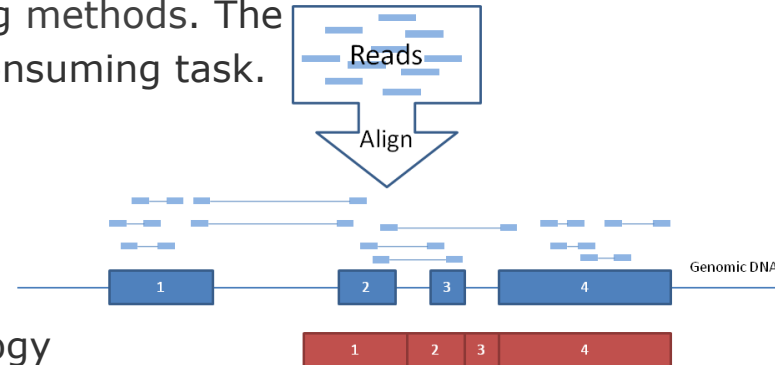 g methods. The
nsuming task.
Reads
Align
Genomic DNA
1 2 3 4
ogy
1 2 3 4